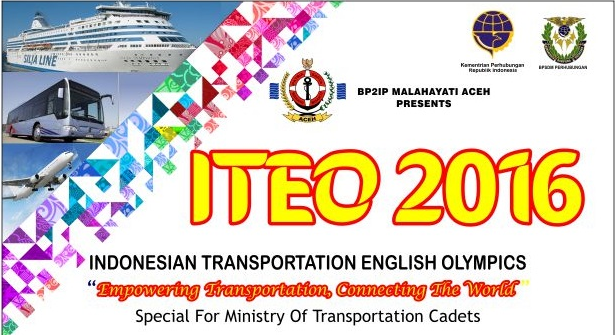 SILJA LINE
Kementrian Perhubungan
Republik Indonesia
BPSDM PERHUBUNGAN
ACEH
BP2IP MALAHAYATI ACEH
PRESENTS
ITEO 2016
INDONESIAN TRANSPORTATION ENGLISH OLYMPICS
“Empowering Transportation, Connecting The World”
Special For Ministry Of Transportation Cadets